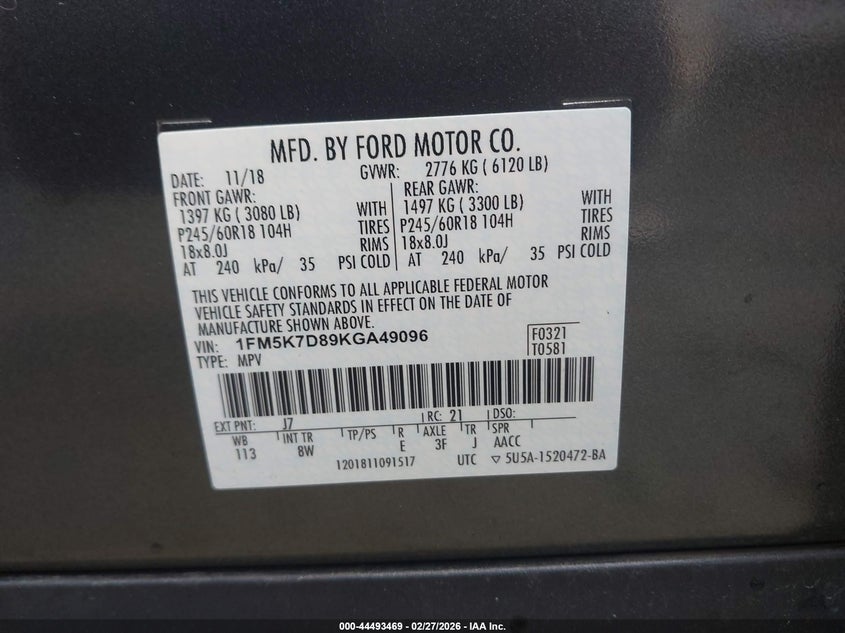 MFD. BY FORD MOTOR CO.
DATE: 11/18 GVWR: 2776 KG ( 6120 LB)
FRONT GAWR: REAR GAWR:
1397 KG ( 3080 LB) WITH 1497 KG ( 3300 LB) WITH
P245/60R18 104H TIRES P245/60R18 104H TIRES
18x8.0J RIMS 18x8.0J RIMS
AT 240 kPa/ 35 PSI COLD AT 240 kPa/ 35 PSI COLD
THIS VEHICLE CONFORMS TO ALL APPLICABLE FEDERAL MOTOR
VEHICLE SAFETY STANDARDS IN EFFECT ON THE DATE OF
MANUFACTURE SHOWN ABOVE.
VIN: 1FM5K7D89KGA49096 F0321
TYPE: MPV T0581
EXT PNT: J7 RC: 21 DSO:
WB INT TR TP/PS R AXLE TR SPR
113 8W E 3F J AACC
1201811091517 UTC ▽ 5U5A-1520472-BA
000-44493469 - 02/27/2026 - IAA Inc.